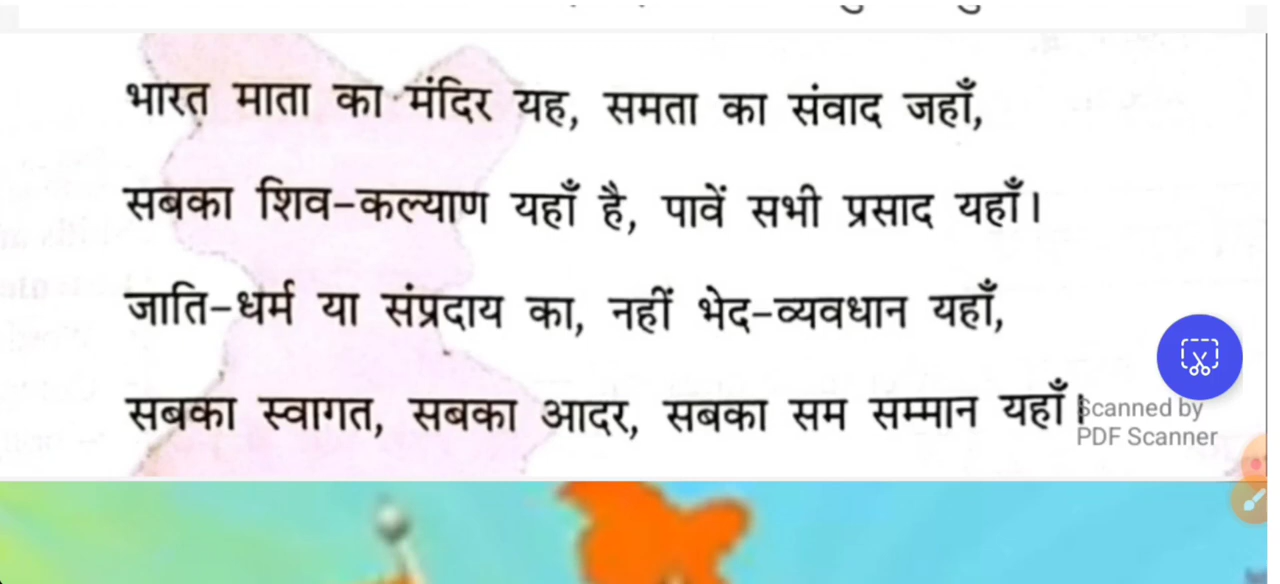 भारत माता का मंदिर यह, समता का संवाद जहाँ,
सबका शिव-कल्याण यहाँ है, पावें सभी प्रसाद यहाँ।
जाति-धर्म या संप्रदाय का, नहीं भेद-व्यवधान यहाँ,
सबका स्वागत, सबका आदर, सबका सम सम्मान यहाँ।
Scanned by
PDF Scanner